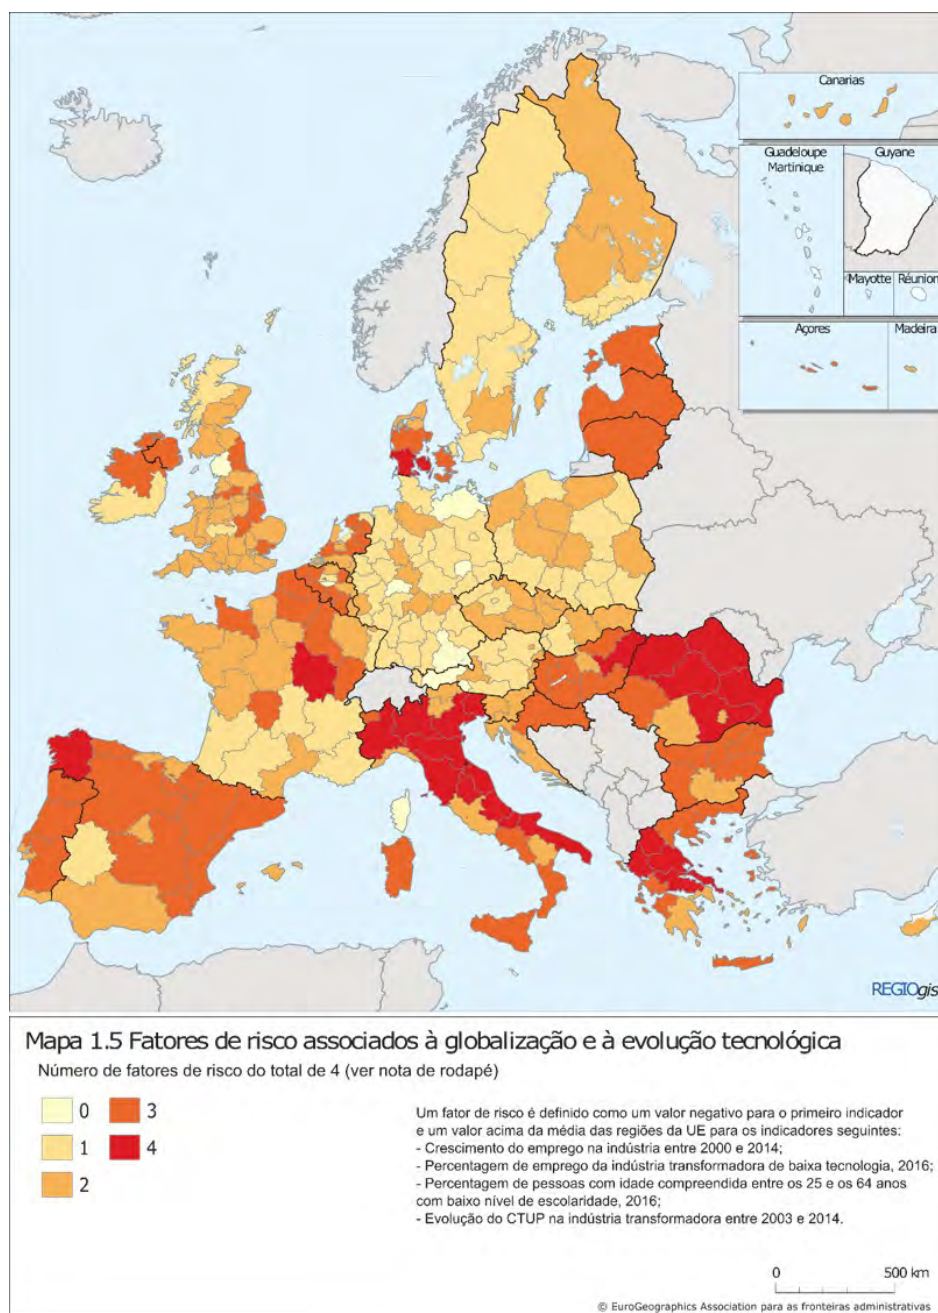 Canarias
Guadeloupe
Martinique
Guyane
Mayotte
Réunion
Açores
Madeira
REGIOgis
Mapa 1.5 Fatores de risco associados à globalização e à evolução tecnológica
Número de fatores de risco do total de 4 (ver nota de rodapé)
0
1
2
3
4
Um fator de risco é definido como um valor negativo para o primeiro indicador
e um valor acima da média das regiões da UE para os indicadores seguintes:
- Crescimento do emprego na indústria entre 2000 e 2014;
- Percentagem de emprego da indústria transformadora de baixa tecnologia, 2016;
- Percentagem de pessoas com idade compreendida entre os 25 e os 64 anos
com baixo nível de escolaridade, 2016;
- Evolução do CTUP na indústria transformadora entre 2003 e 2014.
0 500 km
© EuroGeographics Association para as fronteiras administrativas